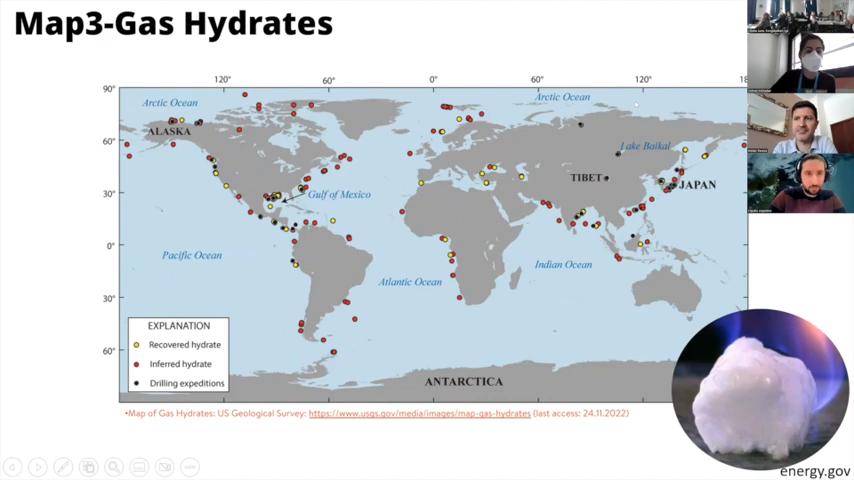 Map3-Gas Hydrates
120°
60°
0°
60°
120°
18
90°
60°
30°
0°
30°
60°
Arctic Ocean
Arctic Ocean
ALASKA
Lake Baikal
TIBET
JAPAN
Gulf of Mexico
Pacific Ocean
Atlantic Ocean
Indian Ocean
EXPLANATION
Recovered hydrate
Inferred hydrate
Drilling expeditions
ANTARCTICA
•Map of Gas Hydrates: US Geological Survey: https://www.usgs.gov/media/images/map-gas-hydrates (last access: 24.11.2022)
energy.gov